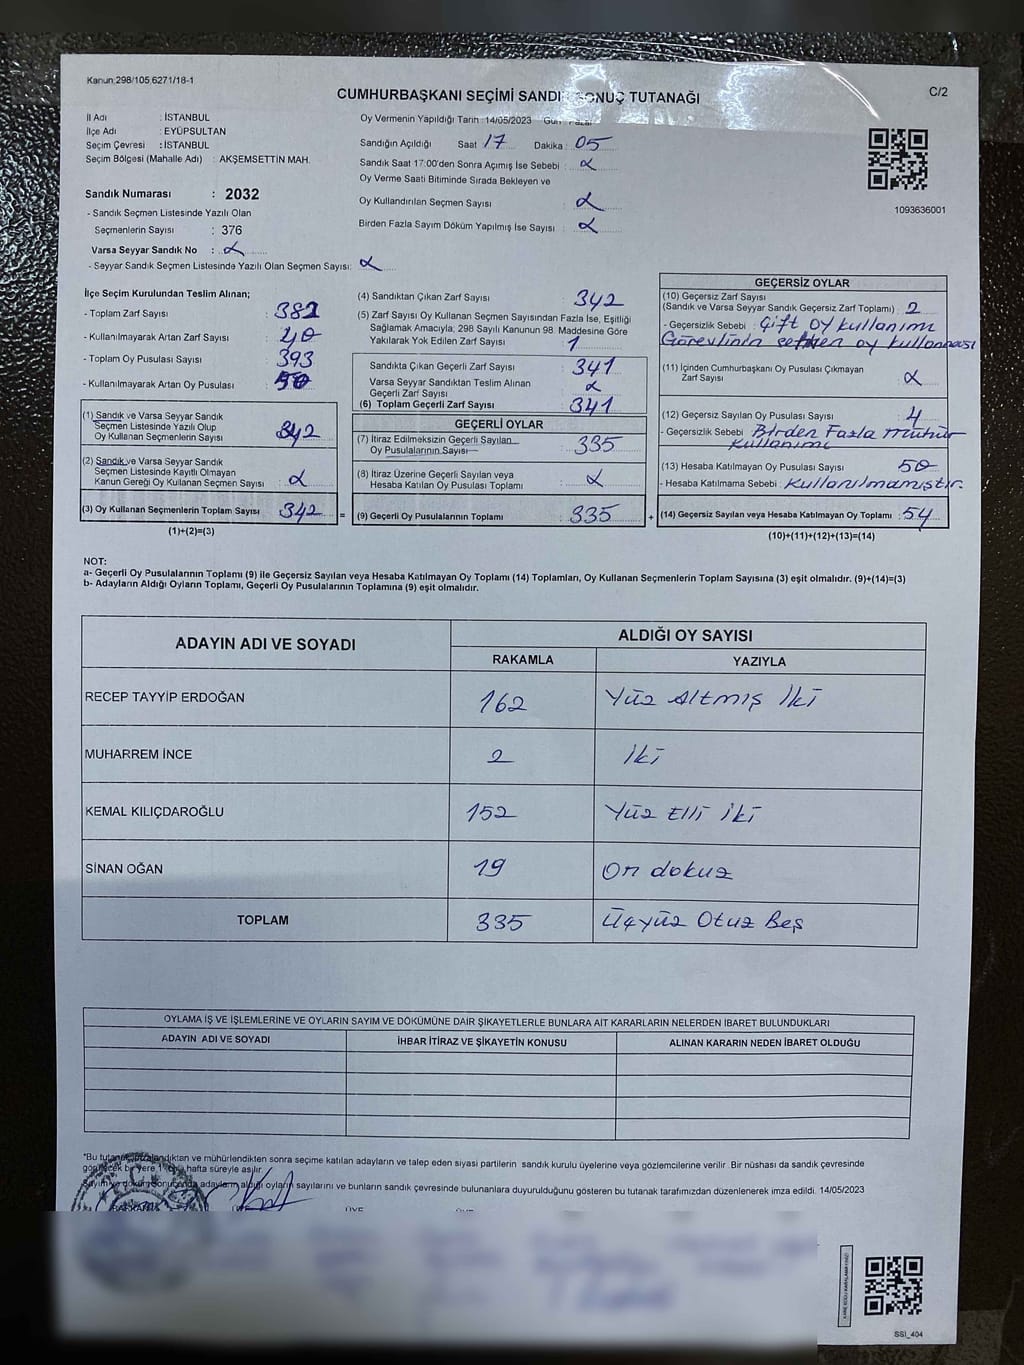 Kanun 298/105,6271/18-1
C/2
CUMHURBAŞKANI SEÇİMİ SANDIK SONUÇ TUTANAĞI
İl Adı : İSTANBUL
İlçe Adı : EYÜPSULTAN
Seçim Çevresi : İSTANBUL
Seçim Bölgesi (Mahalle Adı) : AKŞEMSETTİN MAH.
Sandık Numarası : 2032
- Sandık Seçmen Listesinde Yazılı Olan
Seçmenlerin Sayısı : 376
Varsa Seyyar Sandık No :
- Seyyar Sandık Seçmen Listesinde Yazılı Olan Seçmen Sayısı:
Oy Vermenin Yapıldığı Tarih :14/05/2023 Gün : Pazar
Sandığın Açıldığı Saat 17 Dakika : 05
Sandık Saat 17:00'den Sonra Açımış İse Sebebi :
Oy Verme Saati Bitiminde Sırada Bekleyen ve
Oy Kullandırılan Seçmen Sayısı :
Birden Fazla Sayım Döküm Yapılmış İse Sayısı :
1093636001
İlçe Seçim Kurulundan Teslim Alınan;
- Toplam Zarf Sayısı : 382
- Kullanılmayarak Artan Zarf Sayısı : 40
- Toplam Oy Pusulası Sayısı : 393
- Kullanılmayarak Artan Oy Pusulası : 50
(1) Sandık ve Varsa Seyyar Sandık
Seçmen Listesinde Yazılı Olup
Oy Kullanan Seçmenlerin Sayısı : 342
(2) Sandık ve Varsa Seyyar Sandık
Seçmen Listesinde Kayıtlı Olmayan
Kanun Gereği Oy Kullanan Seçmen Sayısı :
(3) Oy Kullanan Seçmenlerin Toplam Sayısı : 342 =
(1)+(2)=(3)
(4) Sandıktan Çıkan Zarf Sayısı : 342
(5) Zarf Sayısı Oy Kullanan Seçmen Sayısından Fazla İse, Eşitliği
Sağlamak Amacıyla, 298 Sayılı Kanunun 98. Maddesine Göre
Yakılarak Yok Edilen Zarf Sayısı : 1
Sandıkta Çıkan Geçerli Zarf Sayısı : 341
Varsa Seyyar Sandıktan Teslim Alınan
Geçerli Zarf Sayısı :
(6) Toplam Geçerli Zarf Sayısı : 341
GEÇERLİ OYLAR
(7) İtiraz Edilmeksizin Geçerli Sayılan
Oy Pusulalarının Sayısı : 335
(8) İtiraz Üzerine Geçerli Sayılan veya
Hesaba Katılan Oy Pusulası Toplamı :
(9) Geçerli Oy Pusulalarının Toplamı : 335 +
GEÇERSİZ OYLAR
(10) Geçersiz Zarf Sayısı
(Sandık ve Varsa Seyyar Sandık Geçersiz Zarf Toplamı) : 2
- Geçersizlik Sebebi : Çift oy kullanımı
Görevlinin oy kullanması
(11) İçinden Cumhurbaşkanı Oy Pusulası Çıkmayan
Zarf Sayısı :
(12) Geçersiz Sayılan Oy Pusulası Sayısı : 4
- Geçersizlik Sebebi : Birden Fazla Mühür
Kullanımı
(13) Hesaba Katılmayan Oy Pusulası Sayısı : 50
- Hesaba Katılmama Sebebi : Kullanılmamıştır.
(14) Geçersiz Sayılan veya Hesaba Katılmayan Oy Toplamı : 54
(10)+(11)+(12)+(13)=(14)
NOT:
a- Geçerli Oy Pusulalarının Toplamı (9) ile Geçersiz Sayılan veya Hesaba Katılmayan Oy Toplamı (14) Toplamları, Oy Kullanan Seçmenlerin Toplam Sayısına (3) eşit olmalıdır. (9)+(14)=(3)
b- Adayların Aldığı Oyların Toplamı, Geçerli Oy Pusulalarının Toplamına (9) eşit olmalıdır.
ADAYIN ADI VE SOYADI
ALDIĞI OY SAYISI
RAKAMLA YAZIYLA
RECEP TAYYİP ERDOĞAN 162 Yüz Altmış İki
MUHARREM İNCE 2 İki
KEMAL KILIÇDAROĞLU 152 Yüz Elli İki
SİNAN OĞAN 19 On dokuz
TOPLAM 335 Üçyüz Otuz Beş
OYLAMA İŞ VE İŞLEMLERİNE VE OYLARIN SAYIM VE DÖKÜMÜNE DAİR ŞİKAYETLERLE BUNLARA AİT KARARLARIN NELERDEN İBARET BULUNDUKLARI
ADAYIN ADI VE SOYADI İHBAR İTİRAZ VE ŞİKAYETİN KONUSU ALINAN KARARIN NEDEN İBARET OLDUĞU
"Bu tutanak imzalandıktan ve mühürlendikten sonra seçime katılan adayların ve talep eden siyasi partilerin sandık kurulu üyelerine veya gözlemcilerine verilir. Bir nüshası da sandık çevresinde
görülecek bir yere 1 hafta süreyle asılır.
Sayım ve döküm sonucunda adayların aldığı oyların sayılarını ve bunların sandık çevresinde bulunanlara duyurulduğunu gösteren bu tutanak tarafımızdan düzenlenerek imza edildi. 14/05/2023
BAŞKAN ÜYE ÜYE
SSI_404